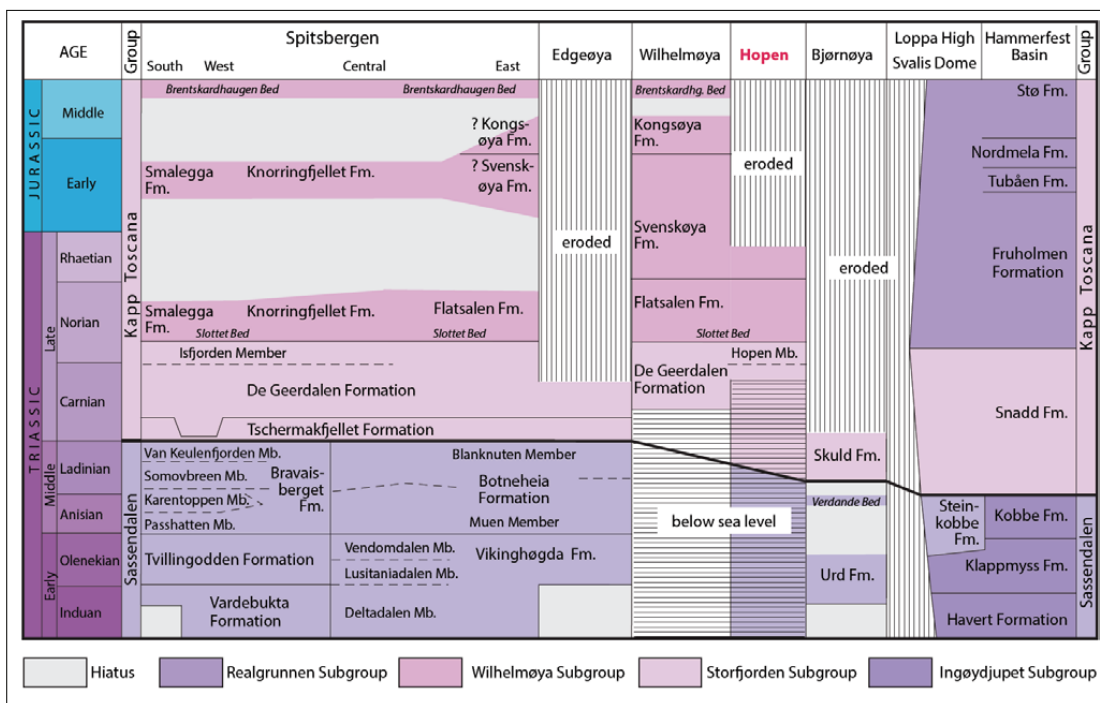 AGE
Group
Spitsbergen
South
West
Central
East
Edgeøya
Wilhelmøya
Hopen
Bjørnøya
Loppa High
Svalis Dome
Hammerfest
Basin
Group
JURASSIC
Middle
Early
TRIASSIC
Late
Rhaetian
Norian
Carnian
Middle
Ladinian
Anisian
Early
Olenekian
Induan
Kapp Toscana
Sassendalen
Brentskardhaugen Bed
Brentskardhaugen Bed
? Kongs-
øya Fm.
Smalegga
Fm.
Knorringfjellet Fm.
? Svensk-
øya Fm.
Smalegga
Fm.
Knorringfjellet Fm.
Flatsalen Fm.
Slottet Bed
Slottet Bed
Isfjorden Member
De Geerdalen Formation
Tschermakfjellet Formation
Van Keulenfjorden Mb.
Somovbreen Mb.
Karentoppen Mb.
Passhatten Mb.
Bravais-
berget
Fm.
Blanknuten Member
Botneheia
Formation
Muen Member
Tvillingodden Formation
Vendomdalen Mb.
Lusitaniadalen Mb.
Vikinghøgda Fm.
Vardebukta
Formation
Deltadalen Mb.
eroded
Brentskardhg. Bed
Kongsøya
Fm.
Svenskøya
Fm.
Flatsalen Fm.
Slottet Bed
De Geerdalen
Formation
Hopen Mb.
eroded
below sea level
eroded
Skuld Fm.
Verdande Bed
Urd Fm.
Stø Fm.
Nordmela Fm.
Tubåen Fm.
Fruholmen
Formation
Snadd Fm.
Stein-
kobbe
Fm.
Kobbe Fm.
Klappmyss Fm.
Havert Formation
Kapp Toscana
Sassendalen
Hiatus
Realgrunnen Subgroup
Wilhelmøya Subgroup
Storfjorden Subgroup
Ingøydjupet Subgroup